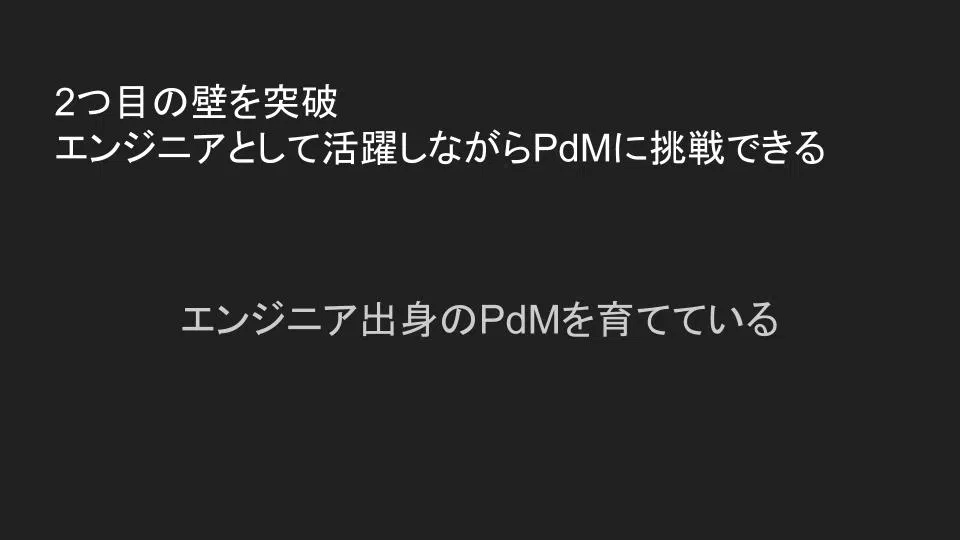 2つ目の壁を突破
エンジニアとして活躍しながらPdMに挑戦できる
エンジニア出身のPdMを育てている